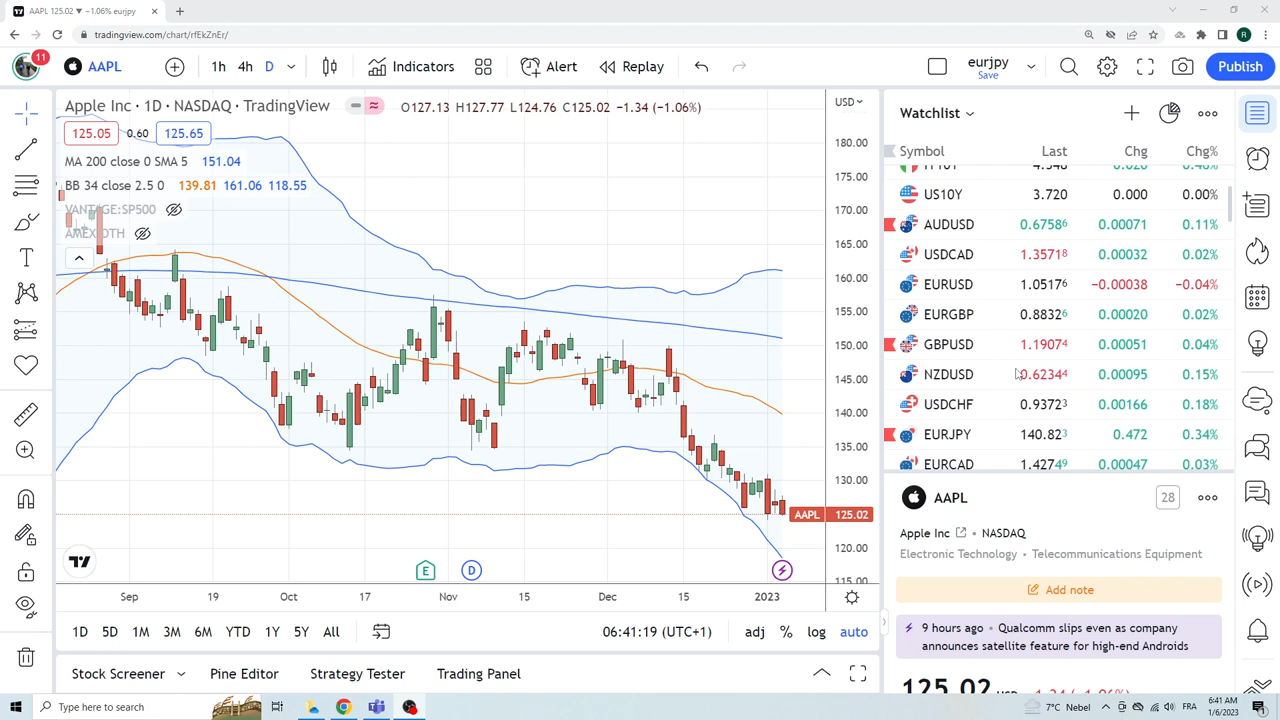 AAPL 125.02 ▼ −1.06% eurjpy
tradingview.com/chart/rfEkZnEr/
R
11
AAPL
1h 4h D
Indicators
Alert
Replay
eurjpy
Save
Publish
Apple Inc · 1D · NASDAQ · TradingView
O127.13 H127.77 L124.76 C125.02 −1.34 (−1.06%)
USD
125.05 0.60 125.65
MA 200 close 0 SMA 5 151.04
BB 34 close 2.5 0 139.81 161.06 118.55
VANTAGE:SP500
180.00
175.00
170.00
165.00
160.00
155.00
150.00
145.00
140.00
135.00
130.00
AAPL 125.02
120.00
115.00
E D
Sep 19 Oct 17 Nov 15 Dec 15 2023
1D 5D 1M 3M 6M YTD 1Y 5Y All
06:41:19 (UTC+1)
adj % log auto
Stock Screener
Pine Editor
Strategy Tester
Trading Panel
Watchlist
Symbol Last Chg Chg%
US10Y 3.720 0.000 0.00%
AUDUSD 0.67586 0.00071 0.11%
USDCAD 1.35718 0.00032 0.02%
EURUSD 1.05176 −0.00038 −0.04%
EURGBP 0.88326 0.00020 0.02%
GBPUSD 1.19074 0.00051 0.04%
NZDUSD 0.62344 0.00095 0.15%
USDCHF 0.93723 0.00166 0.18%
EURJPY 140.823 0.472 0.34%
EURCAD 1.42749 0.00047 0.03%
AAPL
28
Apple Inc • NASDAQ
Electronic Technology • Telecommunications Equipment
Add note
9 hours ago • Qualcomm slips even as company
announces satellite feature for high-end Androids
125.02
Type here to search
7°C Nebel
FRA
6:41 AM
1/6/2023